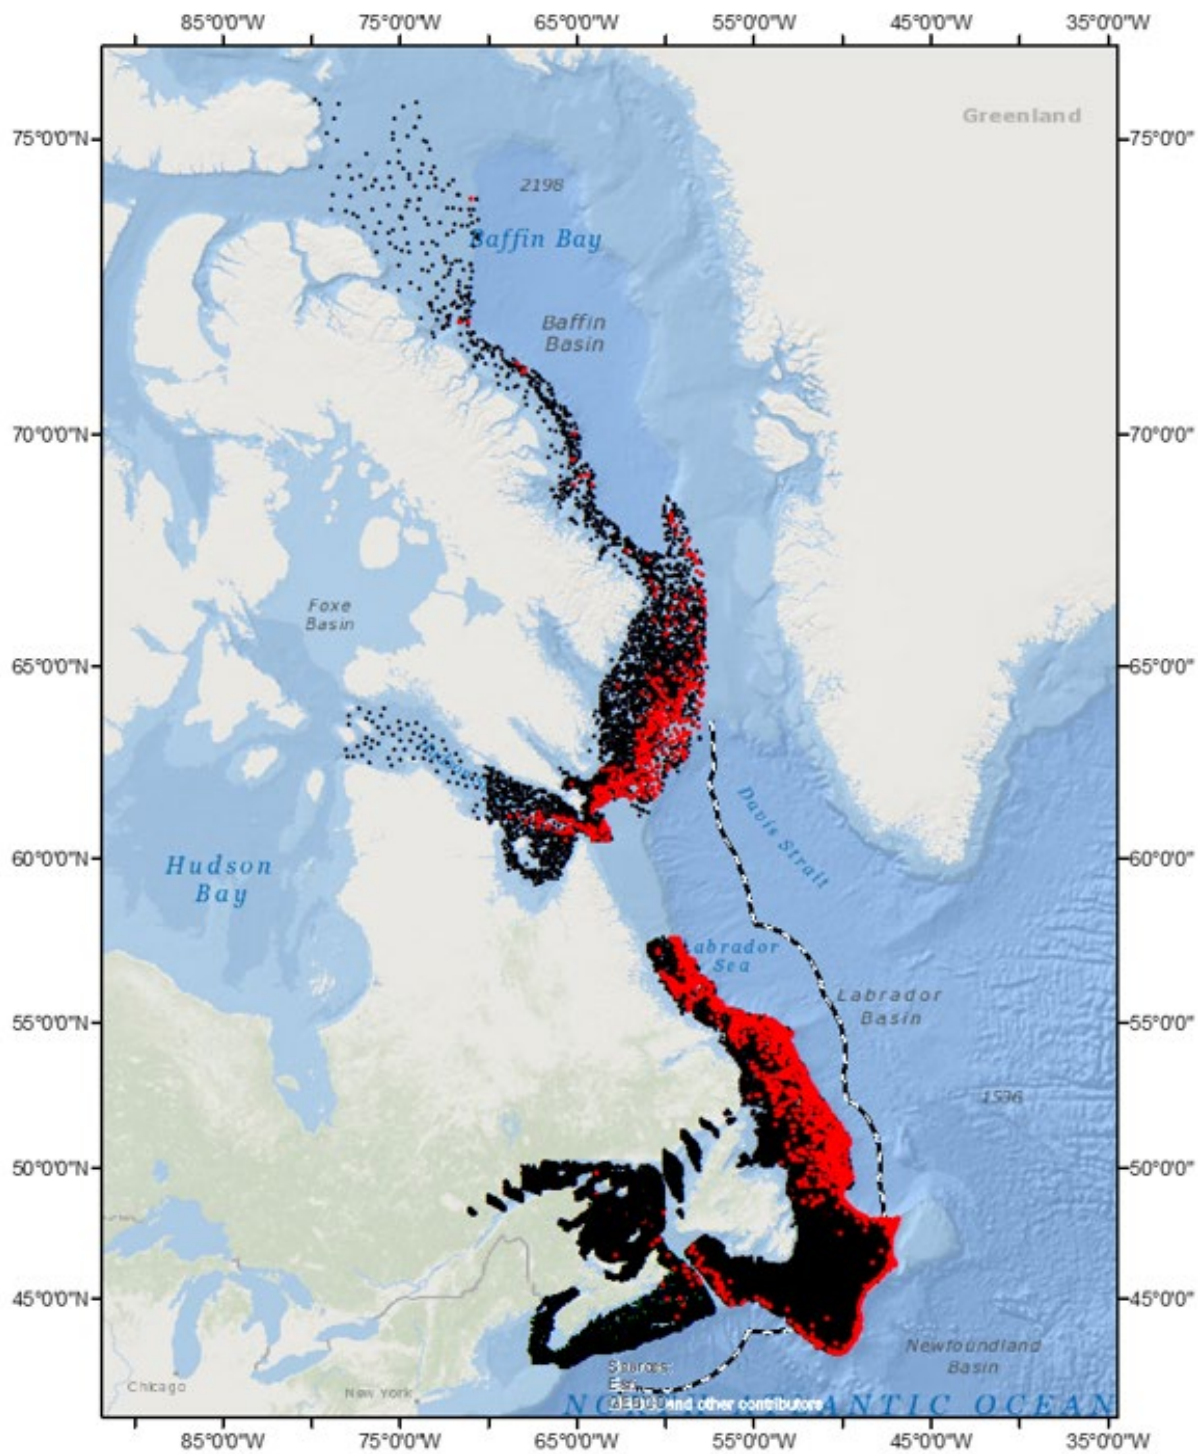 85°0'0"W 75°0'0"W 65°0'0"W 55°0'0"W 45°0'0"W 35°0'0"W
75°0'0"N 75°0'0"N
Greenland
2198
Baffin Bay
Baffin
Basin
70°0'0"N 70°0'0"N
Foxe
Basin
65°0'0"N 65°0'0"N
Davis Strait
60°0'0"N 60°0'0"N
Hudson
Bay
Labrador
Sea
Labrador
Basin
55°0'0"N 55°0'0"N
50°0'0"N 50°0'0"N
45°0'0"N 45°0'0"N
Newfoundland
Basin
Sources:
Esri,
GEBCO and other contributors
Chicago
New York
ATLANTIC OCEAN
85°0'0"W 75°0'0"W 65°0'0"W 55°0'0"W 45°0'0"W 35°0'0"W